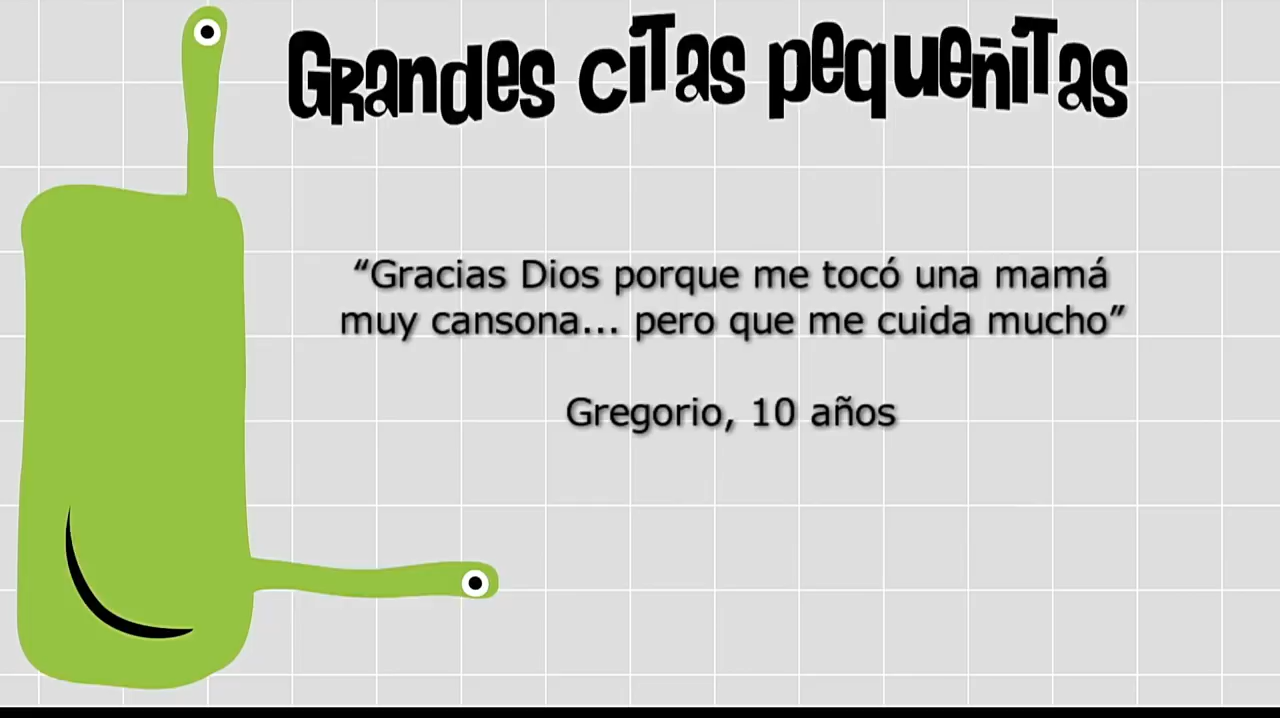 Grandes citas pequeñitas
“Gracias Dios porque me tocó una mamá
muy cansona... pero que me cuida mucho”
Gregorio, 10 años